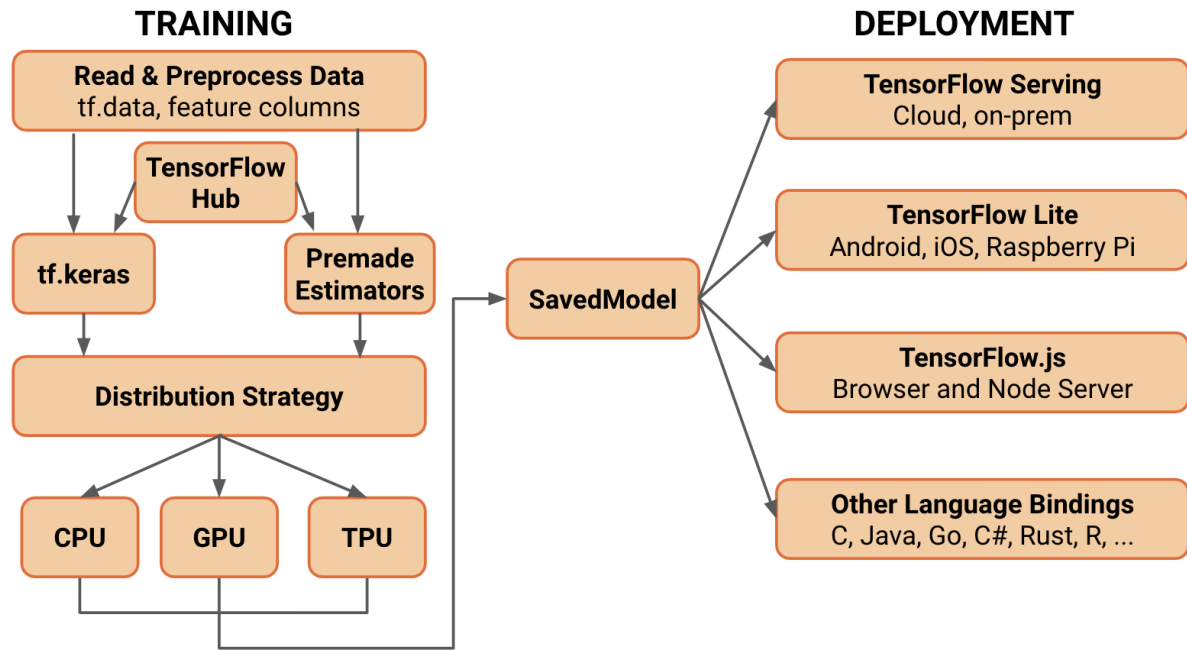 TRAINING
Read & Preprocess Data
tf.data, feature columns
TensorFlow
Hub
tf.keras
Premade
Estimators
Distribution Strategy
CPU
GPU
TPU
SavedModel
DEPLOYMENT
TensorFlow Serving
Cloud, on-prem
TensorFlow Lite
Android, iOS, Raspberry Pi
TensorFlow.js
Browser and Node Server
Other Language Bindings
C, Java, Go, C#, Rust, R, ...